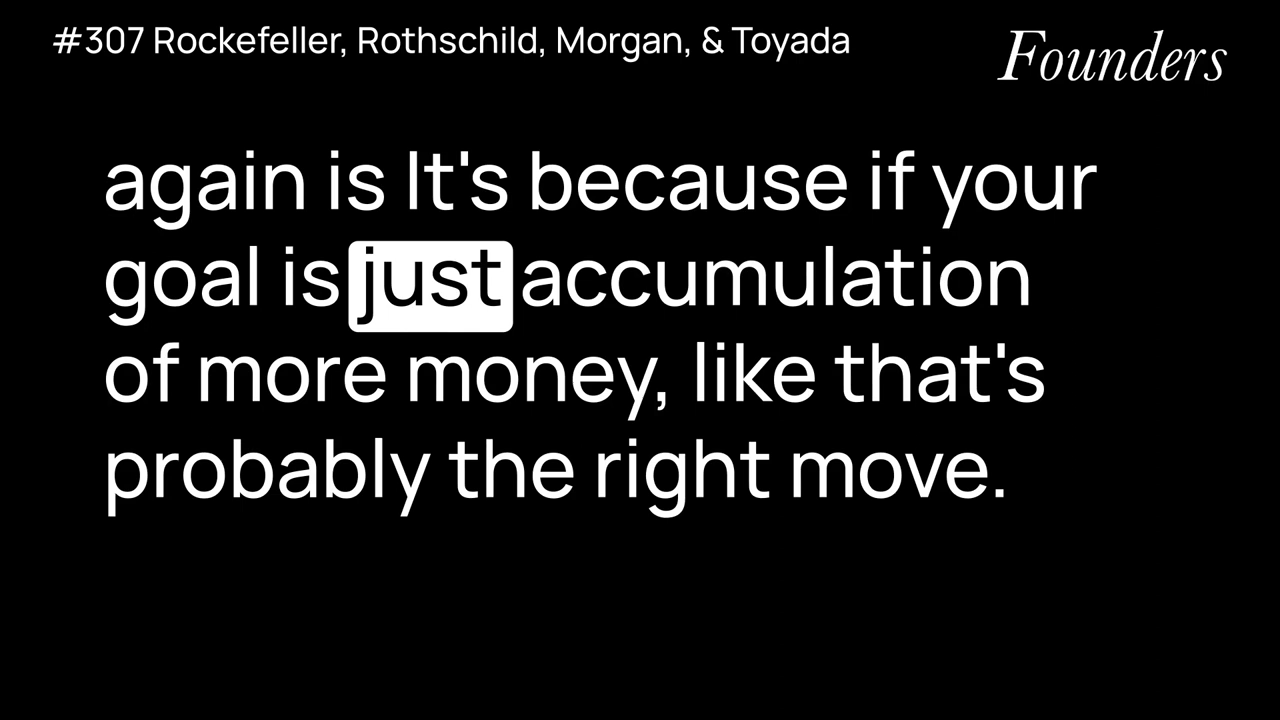 #307 Rockefeller, Rothschild, Morgan, & Toyada
Founders
again is It's because if your
goal is just accumulation
of more money, like that's
probably the right move.